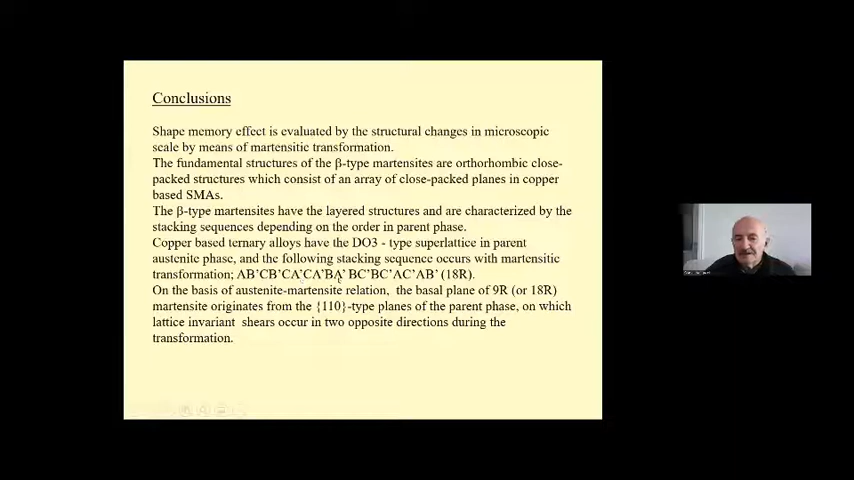 Conclusions
Shape memory effect is evaluated by the structural changes in microscopic
scale by means of martensitic transformation.
The fundamental structures of the β-type martensites are orthorhombic close-
packed structures which consist of an array of close-packed planes in copper
based SMAs.
The β-type martensites have the layered structures and are characterized by the
stacking sequences depending on the order in parent phase.
Copper based ternary alloys have the DO3 - type superlattice in parent
austenite phase, and the following stacking sequence occurs with martensitic
transformation; AB'CB'CA'CA'BA' BC'BC'AC'AB' (18R).
On the basis of austenite-martensite relation, the basal plane of 9R (or 18R)
martensite originates from the {110}-type planes of the parent phase, on which
lattice invariant shears occur in two opposite directions during the
transformation.